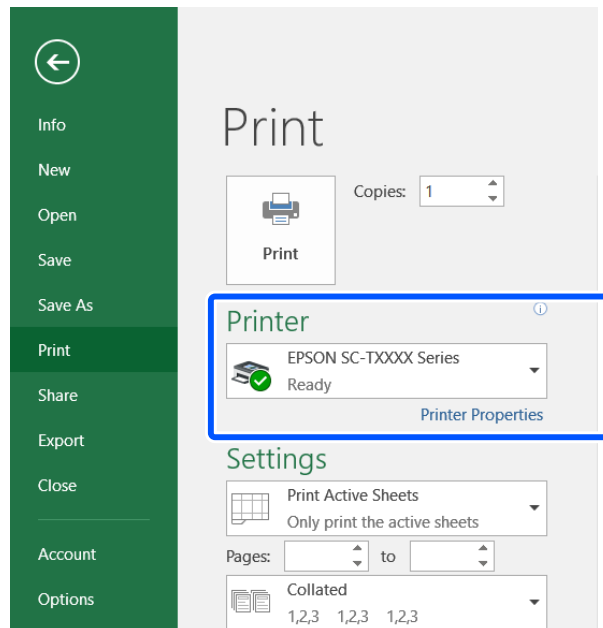 Info
New
Open
Save
Save As
Print
Share
Export
Close
Account
Options
Print
Copies: 1
Print
Printer
EPSON SC-TXXXX Series
Ready
Printer Properties
Settings
Print Active Sheets
Only print the active sheets
Pages: to
Collated
1,2,3 1,2,3 1,2,3